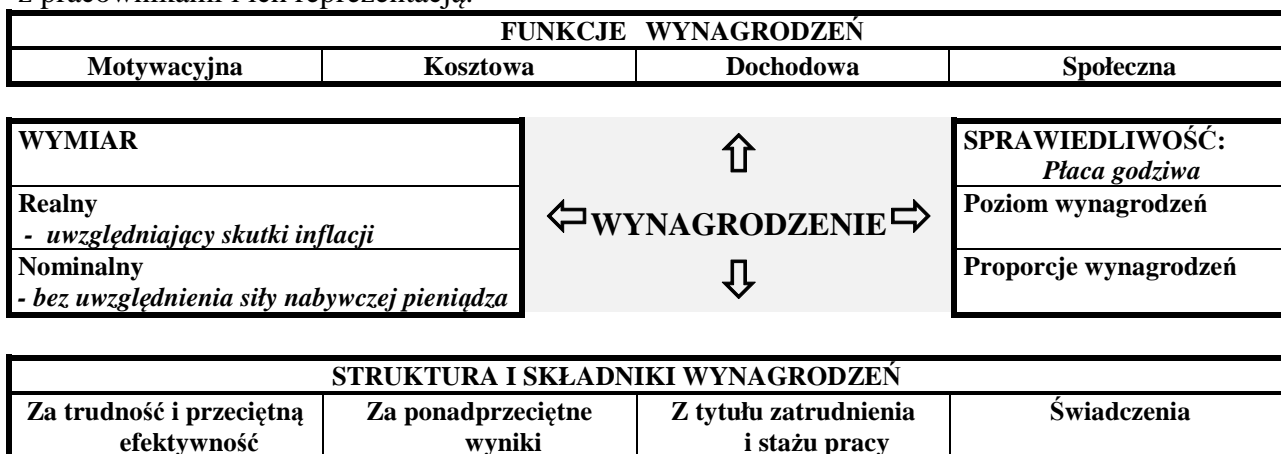 z pracownikami i ich reprezentacją.
FUNKCJE WYNAGRODZEŃ
Motywacyjna Kosztowa Dochodowa Społeczna
WYMIAR
Realny
- uwzględniający skutki inflacji
Nominalny
- bez uwzględnienia siły nabywczej pieniądza
WYNAGRODZENIE
SPRAWIEDLIWOŚĆ:
Płaca godziwa
Poziom wynagrodzeń
Proporcje wynagrodzeń
STRUKTURA I SKŁADNIKI WYNAGRODZEŃ
Za trudność i przeciętną Za ponadprzeciętne Z tytułu zatrudnienia Świadczenia
efektywność wyniki i stażu pracy